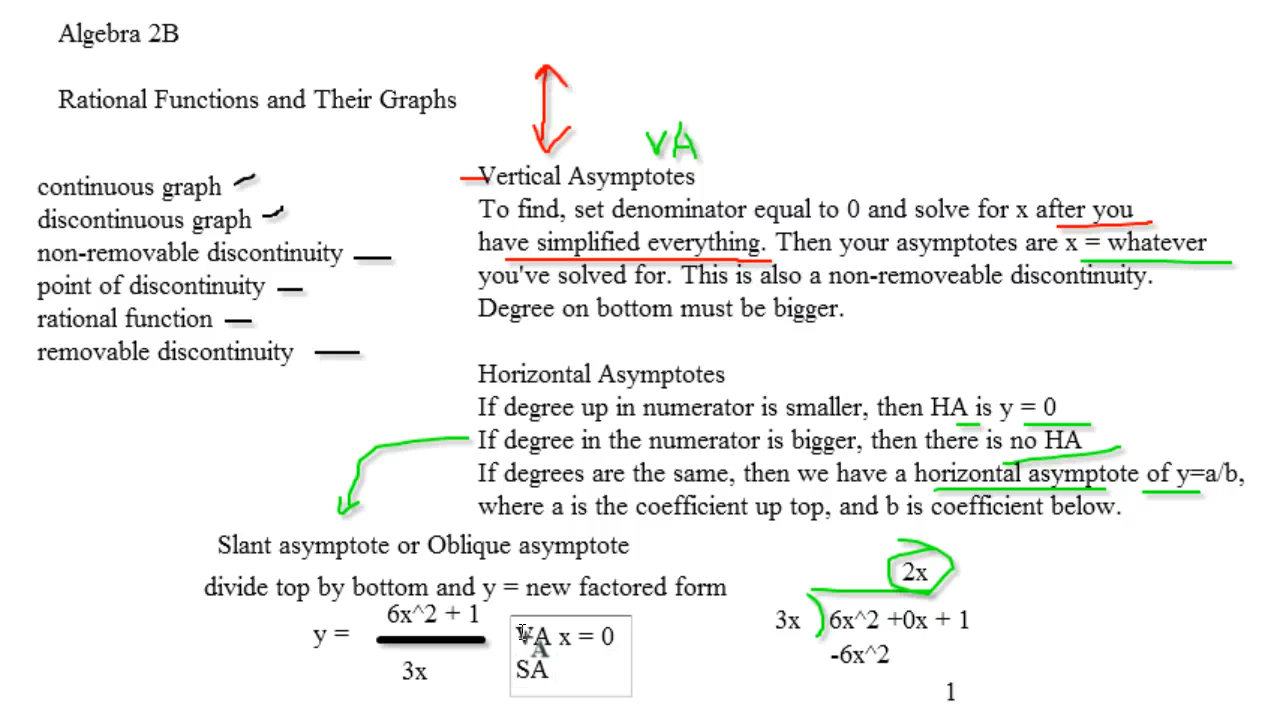 Algebra 2B
Rational Functions and Their Graphs
continuous graph
discontinuous graph
non-removable discontinuity
point of discontinuity
rational function
removable discontinuity
VA
Vertical Asymptotes
To find, set denominator equal to 0 and solve for x after you
have simplified everything. Then your asymptotes are x = whatever
you've solved for. This is also a non-removeable discontinuity.
Degree on bottom must be bigger.
Horizontal Asymptotes
If degree up in numerator is smaller, then HA is y = 0
If degree in the numerator is bigger, then there is no HA
If degrees are the same, then we have a horizontal asymptote of y=a/b,
where a is the coefficient up top, and b is coefficient below.
Slant asymptote or Oblique asymptote
divide top by bottom and y = new factored form
y =
6x^2 + 1
3x
VA x = 0
A
SA
2x
3x
6x^2 +0x + 1
-6x^2
1